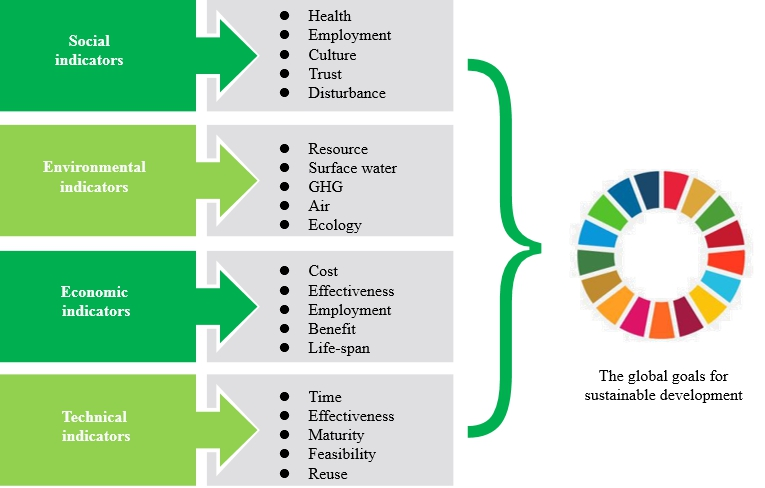 Social
indicators
● Health
● Employment
● Culture
● Trust
● Disturbance
Environmental
indicators
● Resource
● Surface water
● GHG
● Air
● Ecology
Economic
indicators
● Cost
● Effectiveness
● Employment
● Benefit
● Life-span
Technical
indicators
● Time
● Effectiveness
● Maturity
● Feasibility
● Reuse
The global goals for
sustainable development